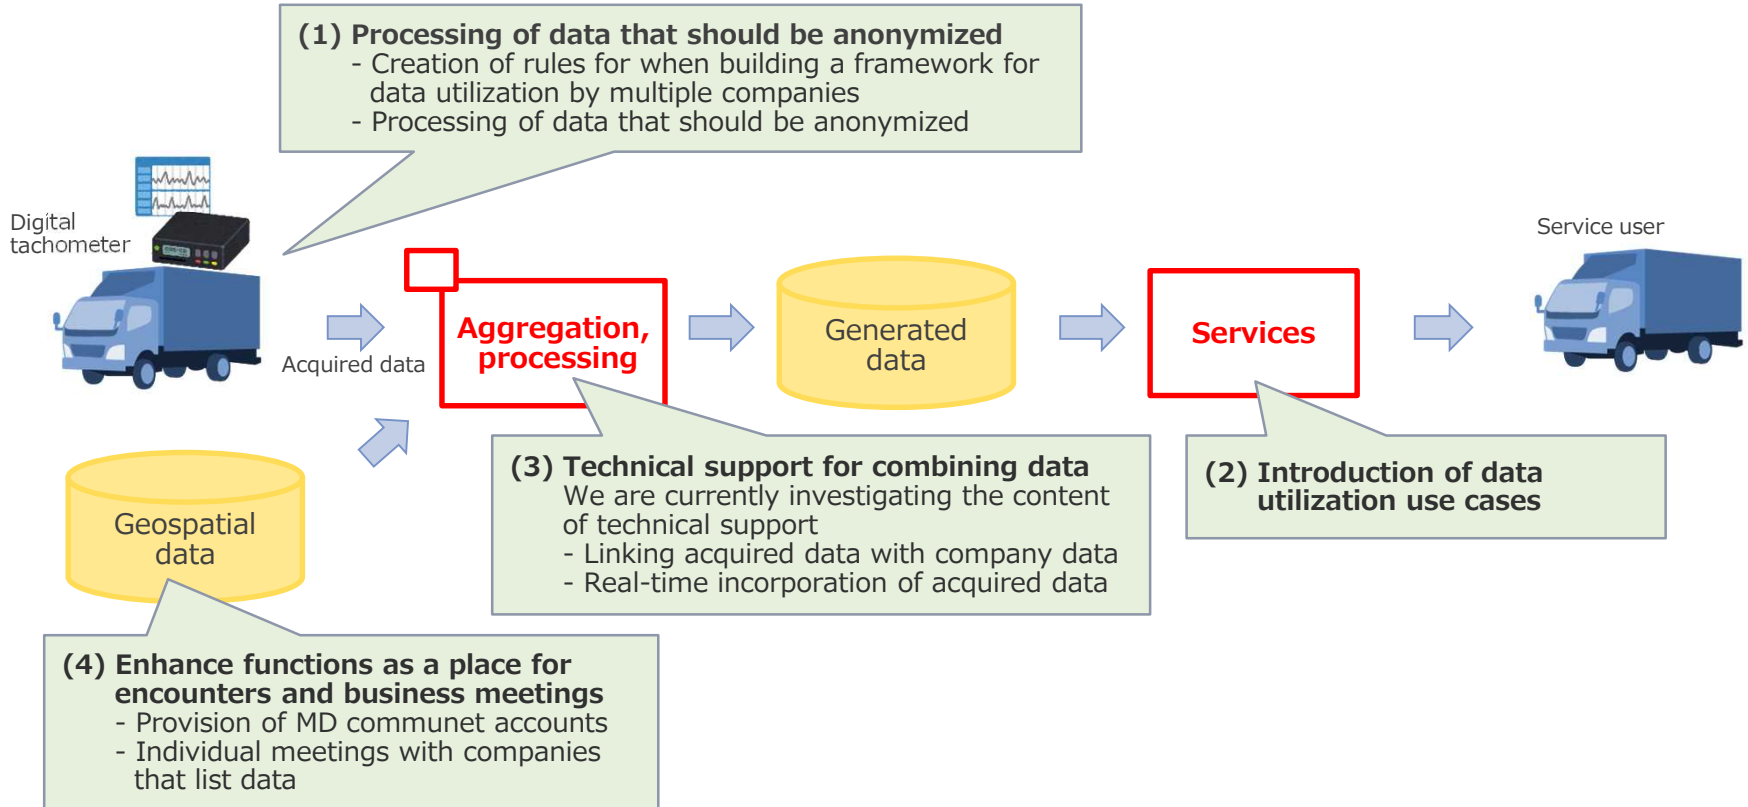 (1) Processing of data that should be anonymized
- Creation of rules for when building a framework for
data utilization by multiple companies
- Processing of data that should be anonymized
Digital
tachometer
Service user
Acquired data
Aggregation,
processing
Generated
data
Services
Geospatial
data
(3) Technical support for combining data
We are currently investigating the content
of technical support
- Linking acquired data with company data
- Real-time incorporation of acquired data
(2) Introduction of data
utilization use cases
(4) Enhance functions as a place for
encounters and business meetings
- Provision of MD communet accounts
- Individual meetings with companies
that list data